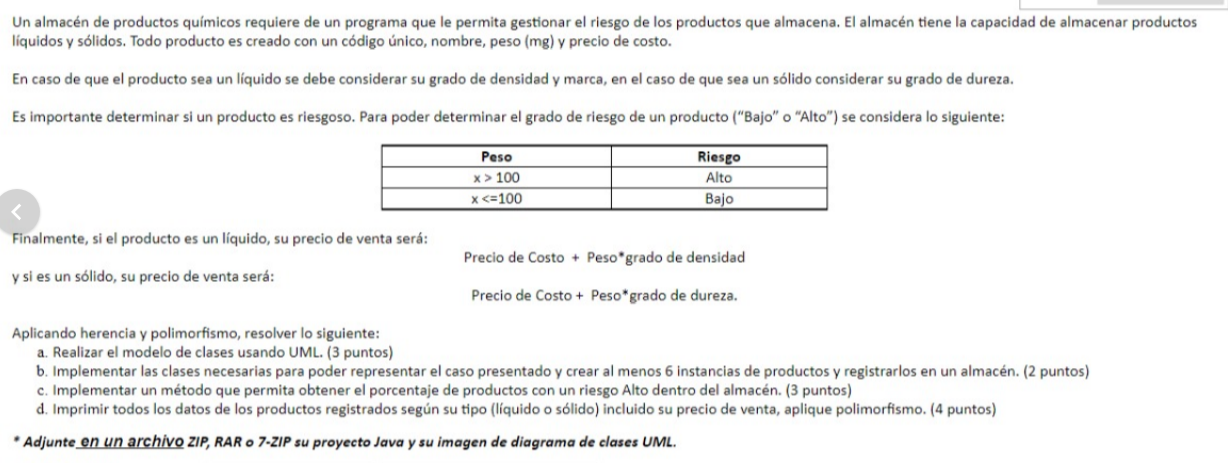 Un almacén de productos químicos requiere de un programa que le permita gestionar el riesgo de los productos que almacena. El almacén tiene la capacidad de almacenar productos
líquidos y sólidos. Todo producto es creado con un código único, nombre, peso (mg) y precio de costo.
En caso de que el producto sea un líquido se debe considerar su grado de densidad y marca, en el caso de que sea un sólido considerar su grado de dureza.
Es importante determinar si un producto es riesgoso. Para poder determinar el grado de riesgo de un producto ("Bajo" o "Alto") se considera lo siguiente:
Peso Riesgo
x > 100 Alto
x <=100 Bajo
Finalmente, si el producto es un líquido, su precio de venta será:
Precio de Costo + Peso*grado de densidad
y si es un sólido, su precio de venta será:
Precio de Costo + Peso*grado de dureza.
Aplicando herencia y polimorfismo, resolver lo siguiente:
a. Realizar el modelo de clases usando UML. (3 puntos)
b. Implementar las clases necesarias para poder representar el caso presentado y crear al menos 6 instancias de productos y registrarlos en un almacén. (2 puntos)
c. Implementar un método que permita obtener el porcentaje de productos con un riesgo Alto dentro del almacén. (3 puntos)
d. Imprimir todos los datos de los productos registrados según su tipo (líquido o sólido) incluido su precio de venta, aplique polimorfismo. (4 puntos)
* Adjunte en un archivo ZIP, RAR o 7-ZIP su proyecto Java y su imagen de diagrama de clases UML.